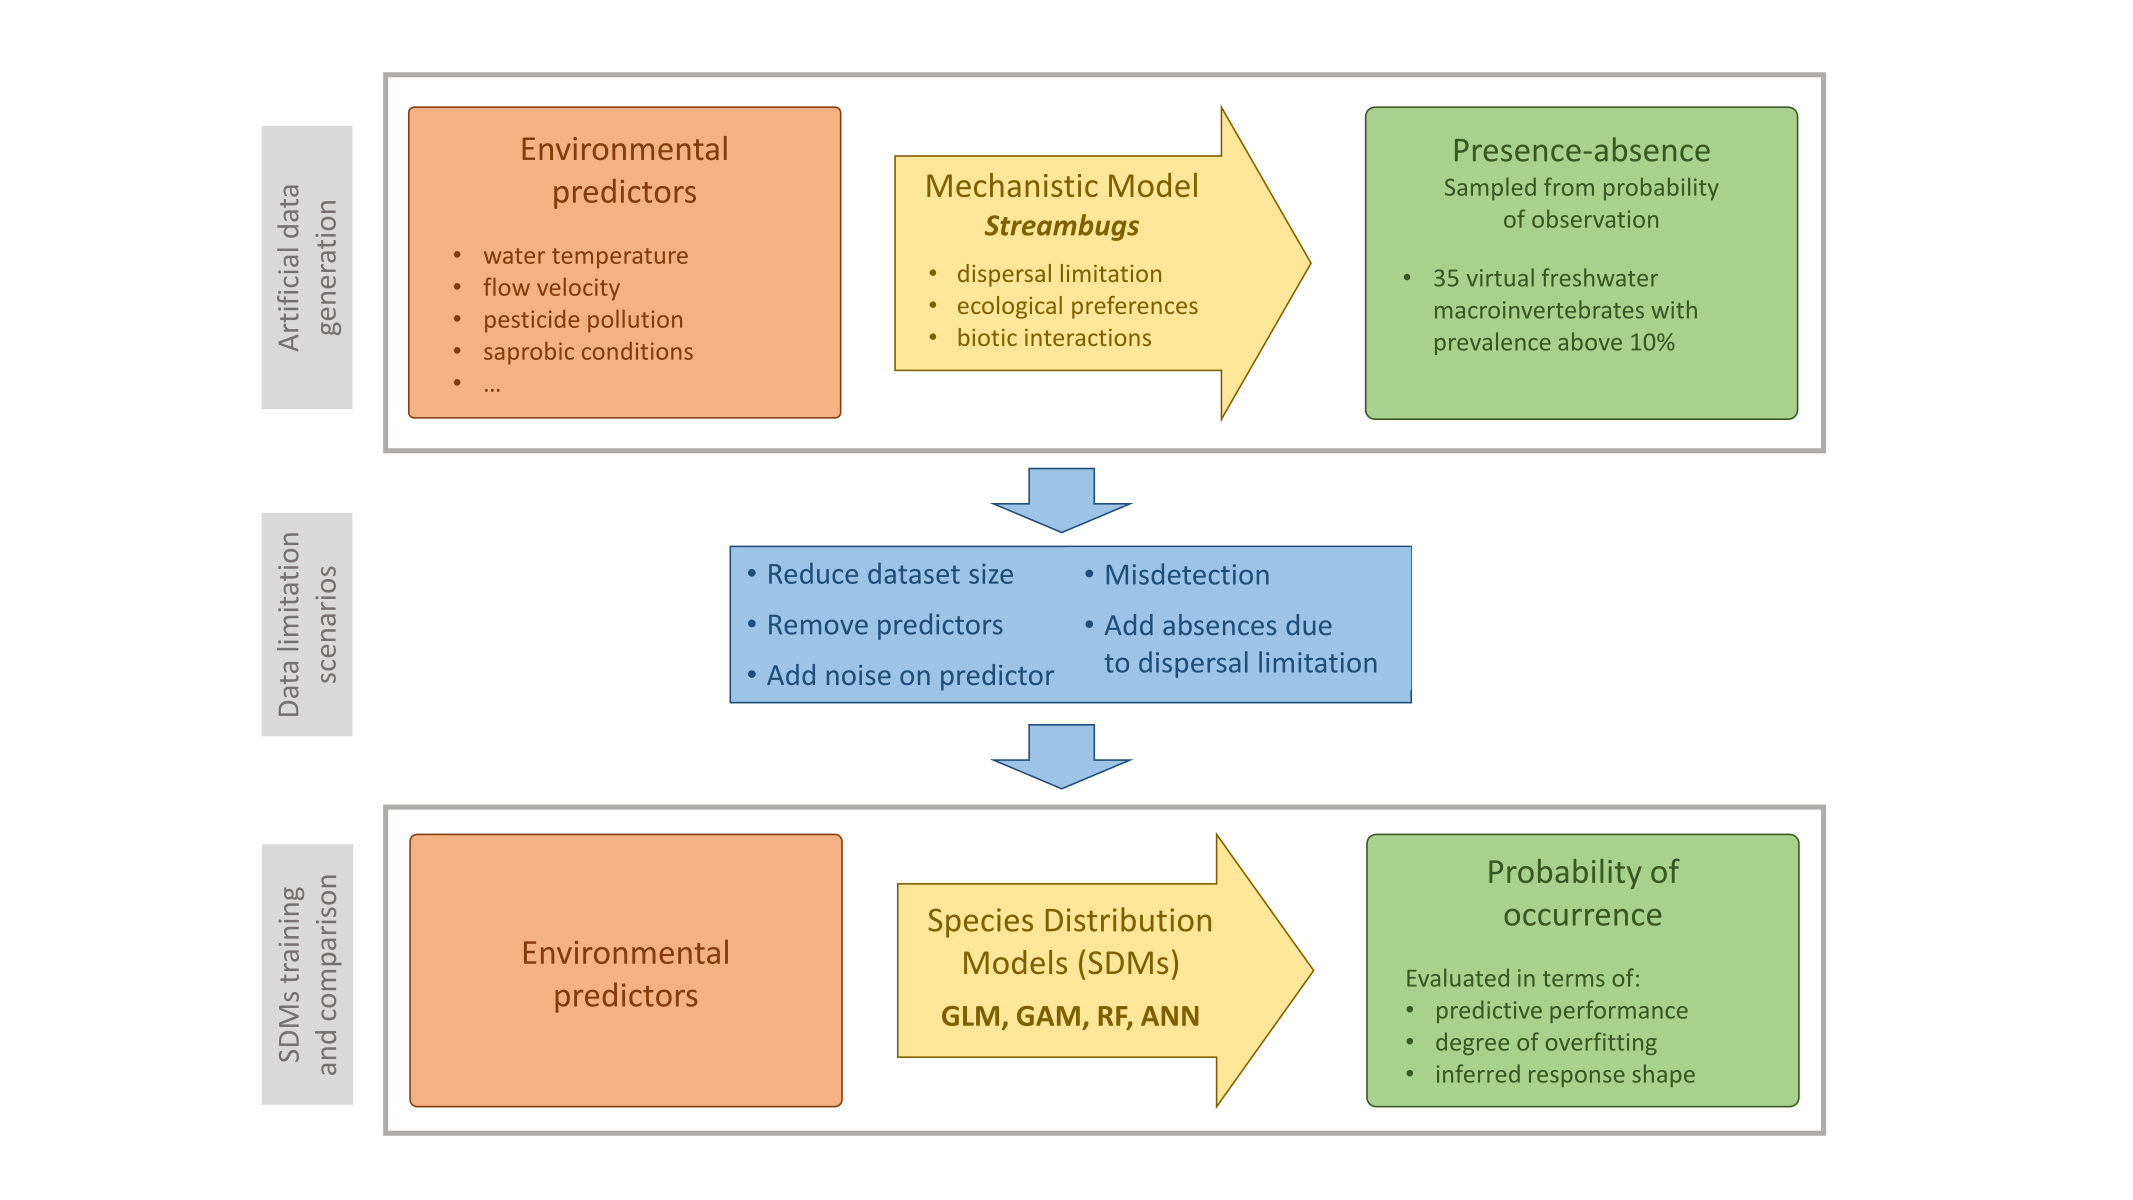 Artificial data
generation
Environmental
predictors
• water temperature
• flow velocity
• pesticide pollution
• saprobic conditions
• ...
Mechanistic Model
Streambugs
• dispersal limitation
• ecological preferences
• biotic interactions
Presence-absence
Sampled from probability
of observation
• 35 virtual freshwater
macroinvertebrates with
prevalence above 10%
Data limitation
scenarios
• Reduce dataset size
• Remove predictors
• Add noise on predictor
• Misdetection
• Add absences due
to dispersal limitation
SDMs training
and comparison
Environmental
predictors
Species Distribution
Models (SDMs)
GLM, GAM, RF, ANN
Probability of
occurrence
Evaluated in terms of:
• predictive performance
• degree of overfitting
• inferred response shape